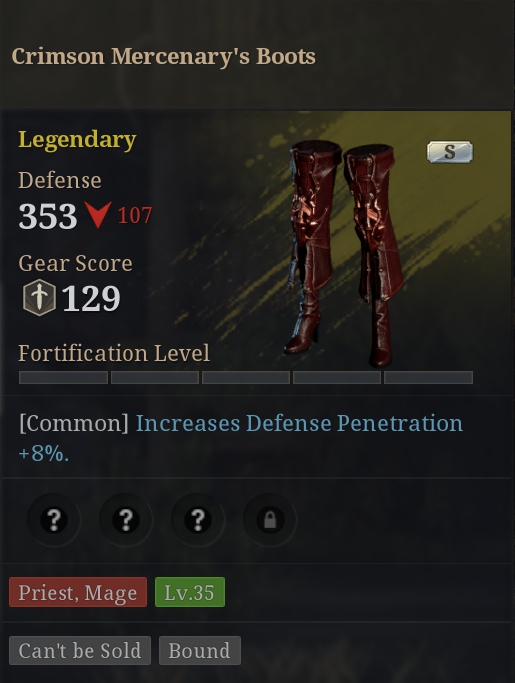 Crimson Mercenary's Boots
Legendary
S
Defense
353 107
Gear Score
129
Fortification Level
[Common] Increases Defense Penetration
+8%.
? ? ?
Priest, Mage Lv.35
Can't be Sold Bound